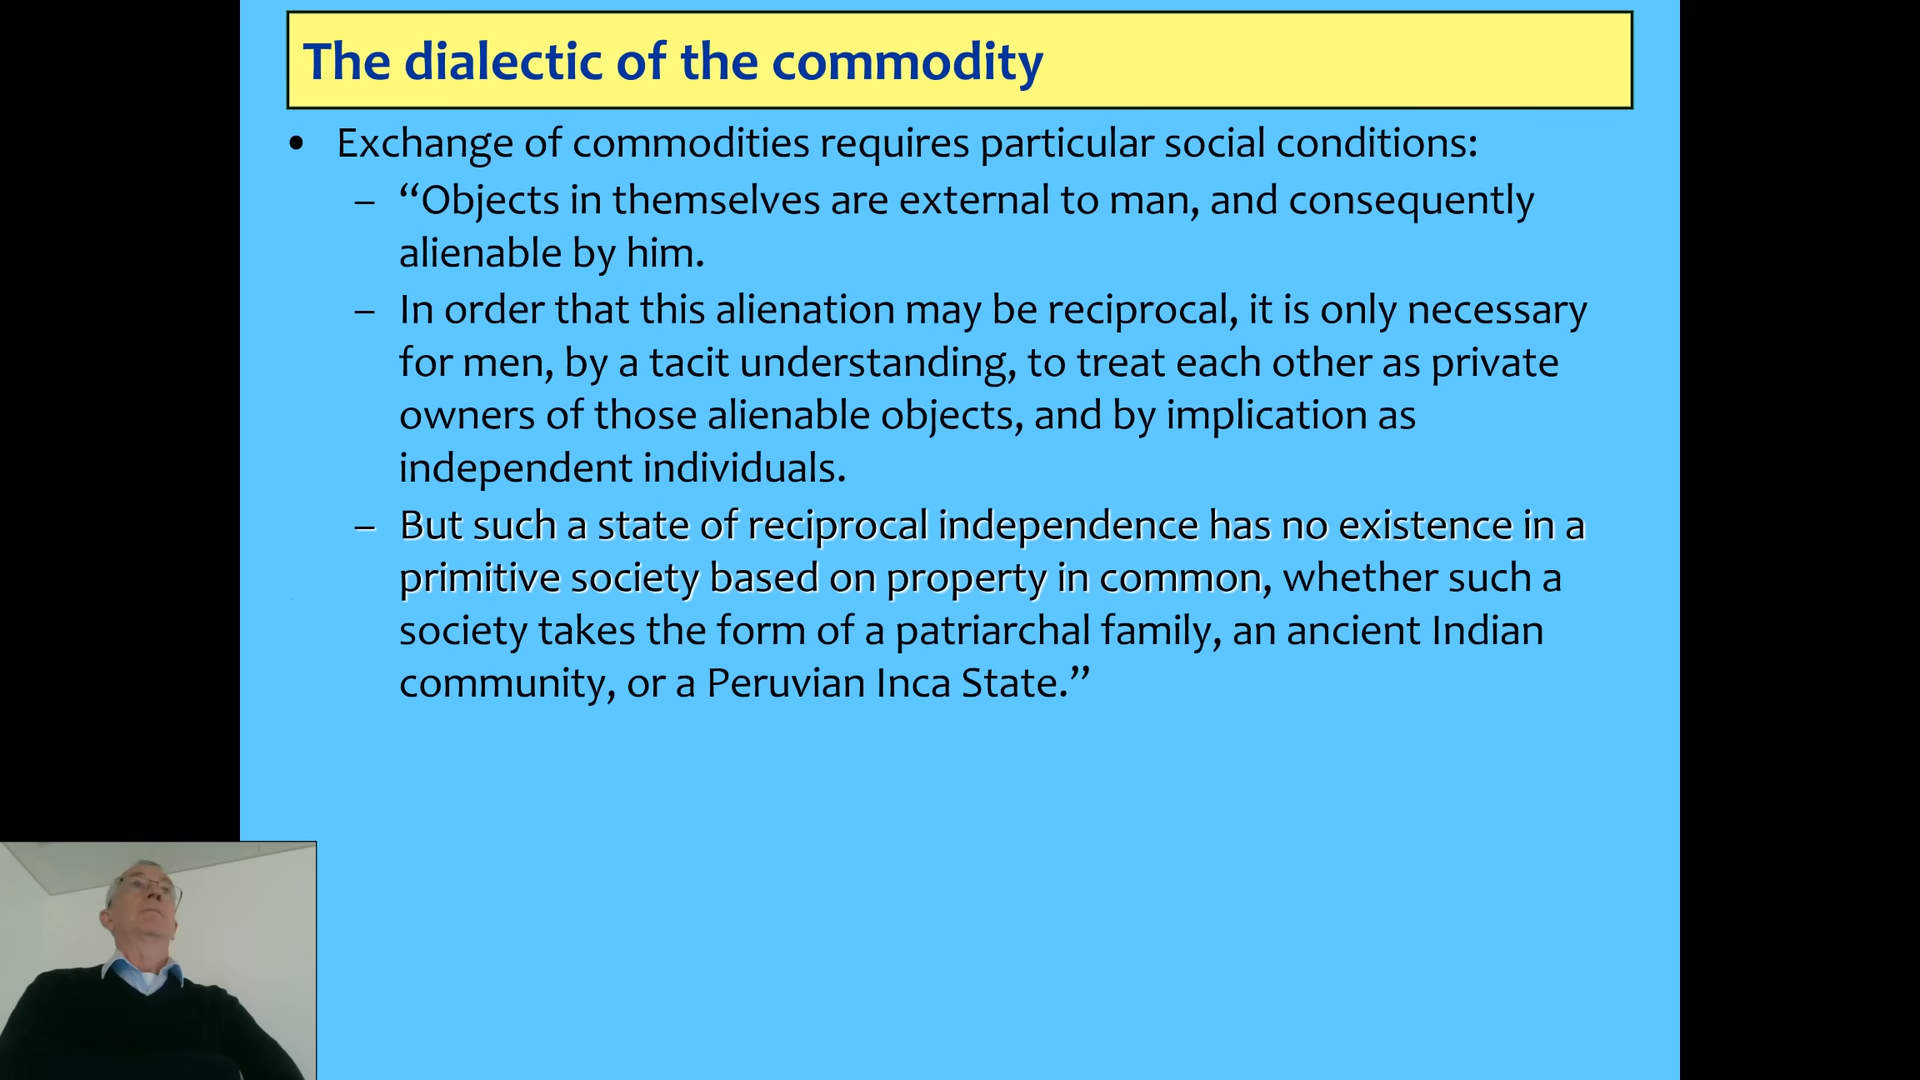 The dialectic of the commodity
• Exchange of commodities requires particular social conditions:
– “Objects in themselves are external to man, and consequently
alienable by him.
– In order that this alienation may be reciprocal, it is only necessary
for men, by a tacit understanding, to treat each other as private
owners of those alienable objects, and by implication as
independent individuals.
– But such a state of reciprocal independence has no existence in a
primitive society based on property in common, whether such a
society takes the form of a patriarchal family, an ancient Indian
community, or a Peruvian Inca State.”